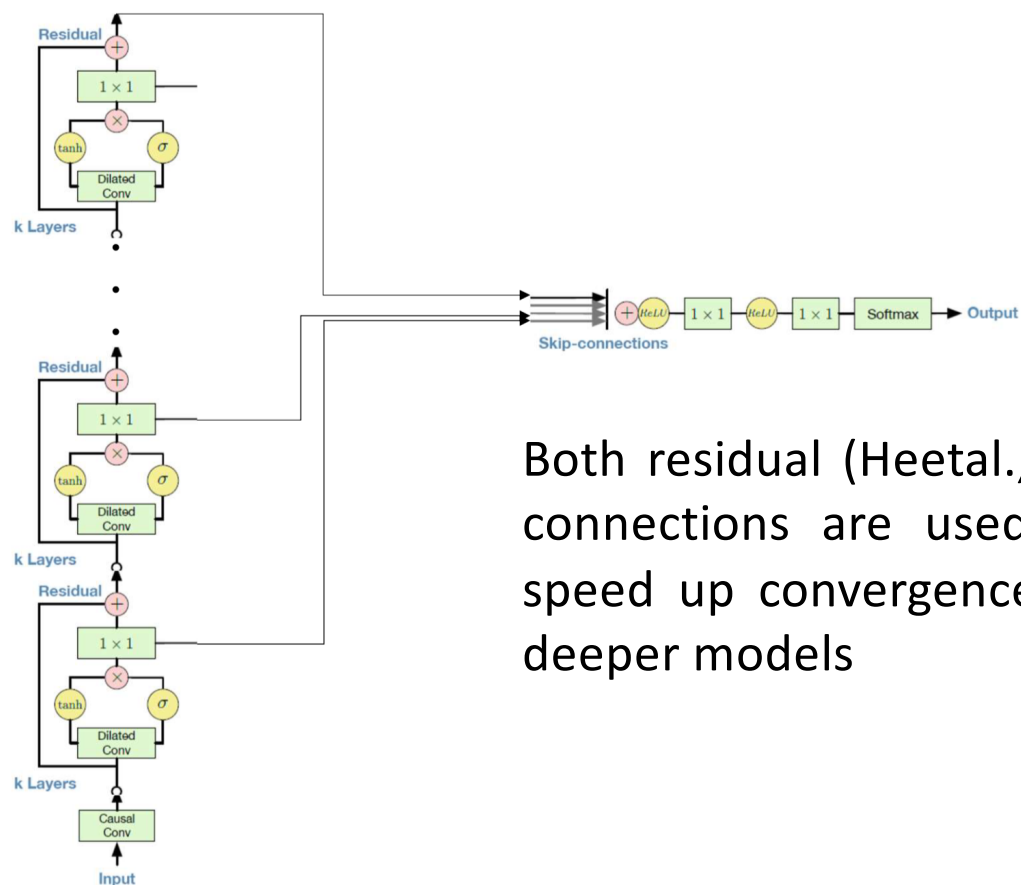 Residual
+
1 × 1
×
tanh
σ
Dilated
Conv
k Layers
Residual
+
1 × 1
×
tanh
σ
Dilated
Conv
k Layers
Residual
+
1 × 1
×
tanh
σ
Dilated
Conv
k Layers
Causal
Conv
Input
+ ReLU 1 × 1 ReLU 1 × 1 Softmax Output
Skip-connections
Both residual (Heetal.,
connections are used
speed up convergence
deeper models